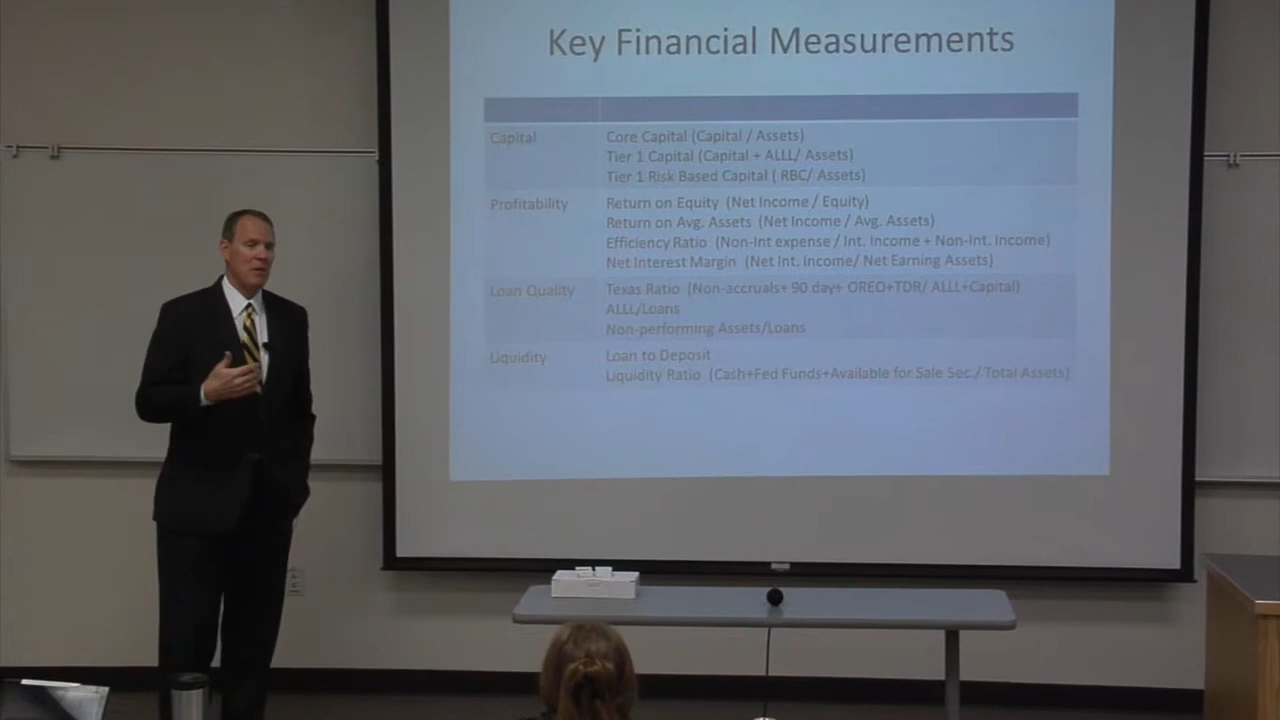 Key Financial Measurements
Capital
Core Capital (Capital / Assets)
Tier 1 Capital (Capital + ALLL/ Assets)
Tier 1 Risk Based Capital ( RBC/ Assets)
Profitability
Return on Equity (Net Income / Equity)
Return on Avg. Assets (Net Income / Avg. Assets)
Efficiency Ratio (Non-Int expense / Int. Income + Non-Int. Income)
Net Interest Margin (Net Int. Income/ Net Earning Assets)
Loan Quality
Texas Ratio (Non-accruals+ 90 day+ OREO+TDR/ ALLL+Capital)
ALLL/Loans
Non-performing Assets/Loans
Liquidity
Loan to Deposit
Liquidity Ratio (Cash+Fed Funds+Available for Sale Sec./ Total Assets)